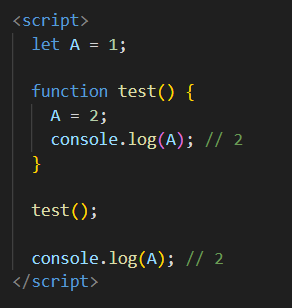 <script>
let A = 1;
function test() {
A = 2;
console.log(A); // 2
}
test();
console.log(A); // 2
</script>